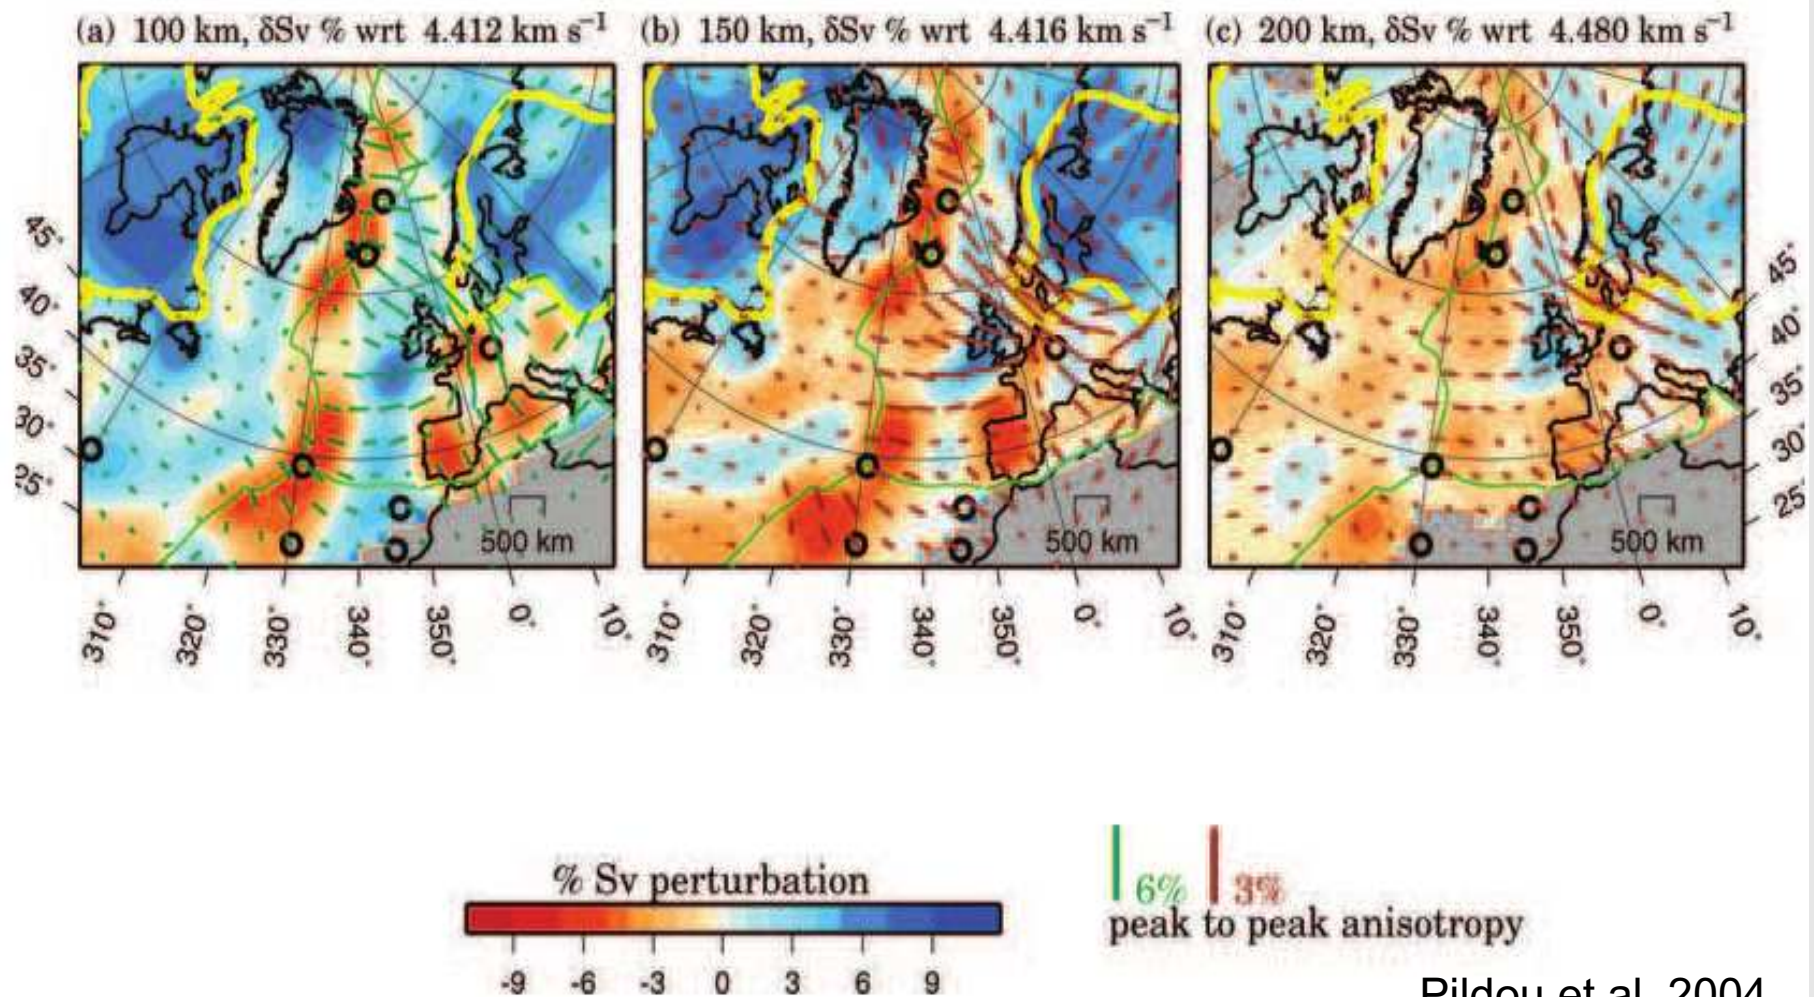 (a) 100 km, δSv % wrt 4.412 km s⁻¹
(b) 150 km, δSv % wrt 4.416 km s⁻¹
(c) 200 km, δSv % wrt 4.480 km s⁻¹
45°
40°
35°
30°
25°
45°
40°
35°
30°
25°
500 km
500 km
500 km
310° 320° 330° 340° 350° 0° 10°
310° 320° 330° 340° 350° 0° 10°
310° 320° 330° 340° 350° 0° 10°
% Sv perturbation
-9 -6 -3 0 3 6 9
6% 3%
peak to peak anisotropy
Pildou et al. 2004